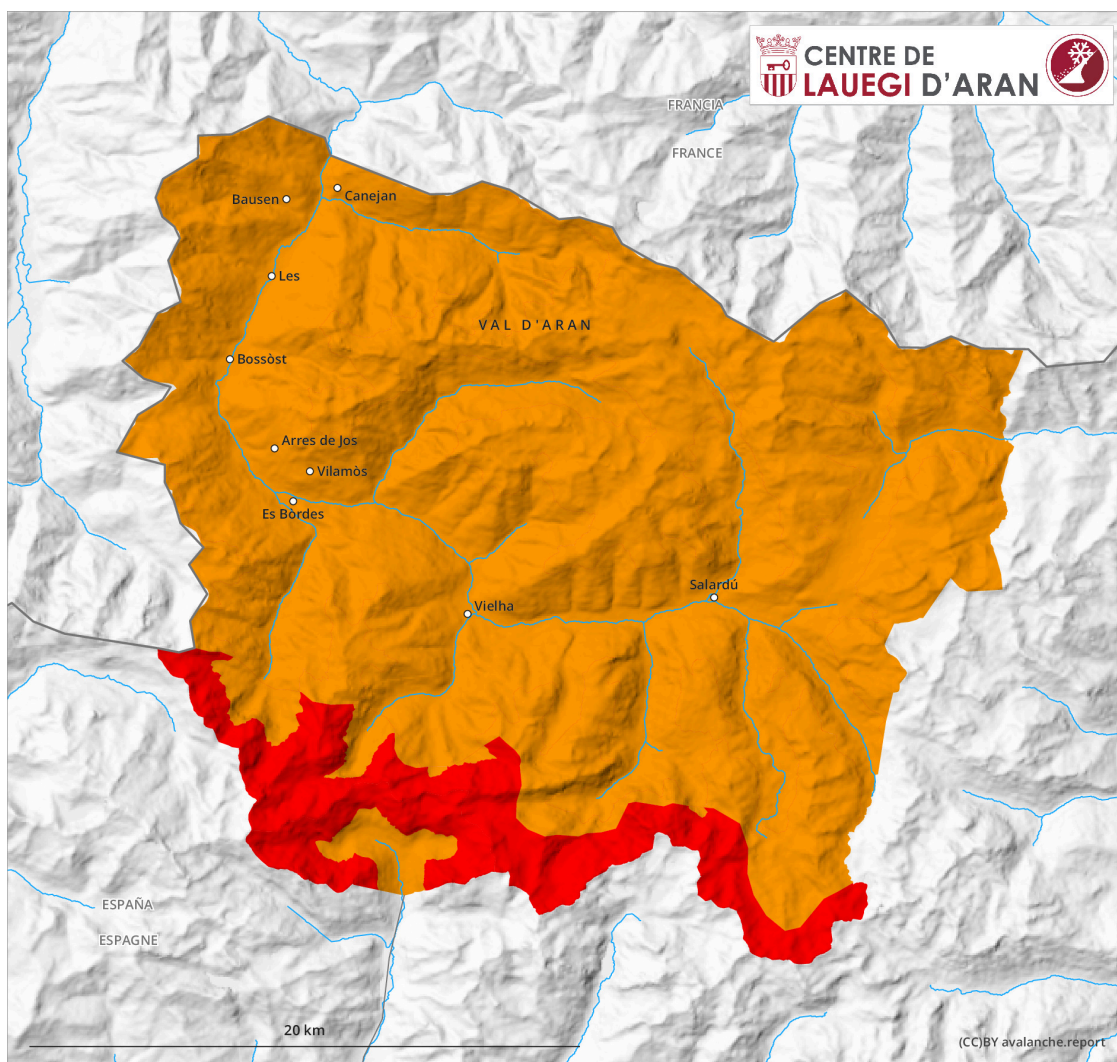 CENTRE DE
LAUEGI D'ARAN
FRANCIA
FRANCE
Bausen
Canejan
Les
VAL D'ARAN
Bossòst
Arres de Jos
Vilamòs
Es Bòrdes
Salardú
Vielha
ESPAÑA
ESPAGNE
20 km
(CC)BY avalanche.report